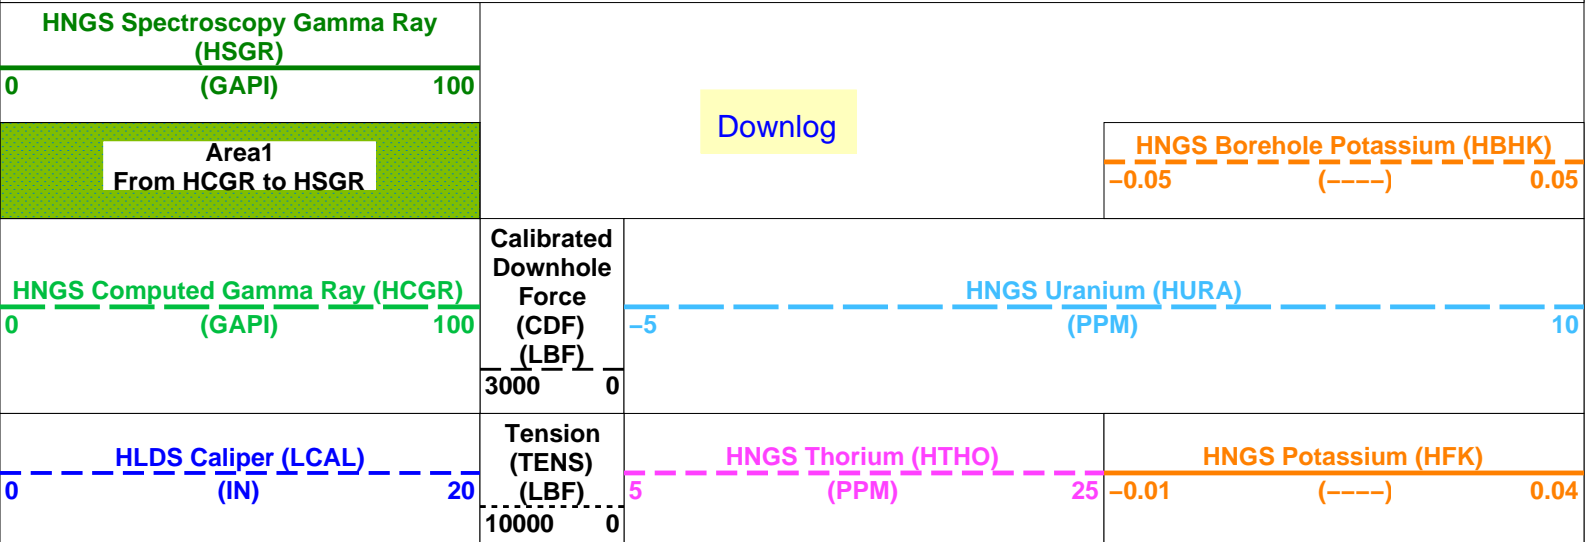 HNGS Spectroscopy Gamma Ray
(HSGR)
0 (GAPI) 100
Downlog
Area1
From HCGR to HSGR
HNGS Borehole Potassium (HBHK)
−0.05 (−−−−) 0.05
HNGS Computed Gamma Ray (HCGR)
0 (GAPI) 100
Calibrated
Downhole
Force
(CDF)
(LBF)
3000 0
HNGS Uranium (HURA)
−5 (PPM) 10
HLDS Caliper (LCAL)
0 (IN) 20
Tension
(TENS)
(LBF)
10000 0
HNGS Thorium (HTHO)
5 (PPM) 25
HNGS Potassium (HFK)
−0.01 (−−−−) 0.04